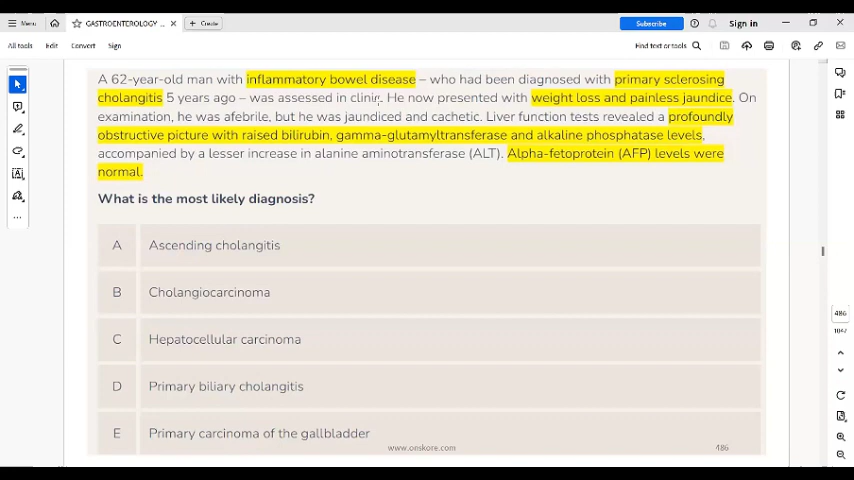 Menu
GASTROENTEROLOGY ...
Create
Subscribe
Sign in
All tools Edit Convert Sign
Find text or tools
A 62-year-old man with inflammatory bowel disease – who had been diagnosed with primary sclerosing
cholangitis 5 years ago – was assessed in clinic. He now presented with weight loss and painless jaundice. On
examination, he was afebrile, but he was jaundiced and cachetic. Liver function tests revealed a profoundly
obstructive picture with raised bilirubin, gamma-glutamyltransferase and alkaline phosphatase levels,
accompanied by a lesser increase in alanine aminotransferase (ALT). Alpha-fetoprotein (AFP) levels were
normal.
What is the most likely diagnosis?
A Ascending cholangitis
B Cholangiocarcinoma
C Hepatocellular carcinoma
D Primary biliary cholangitis
E Primary carcinoma of the gallbladder
www.oeskore.com 486
486